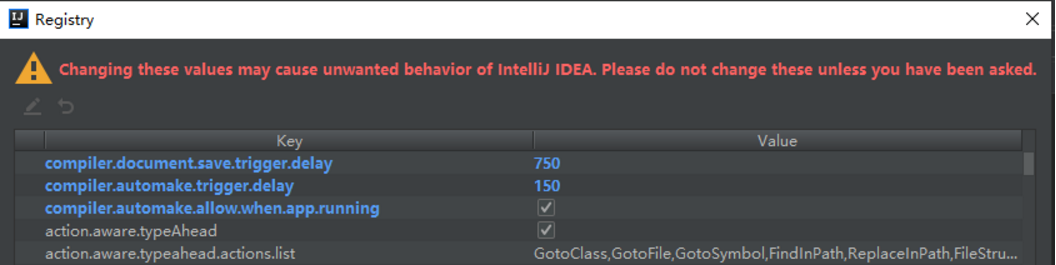 IJ Registry
Changing these values may cause unwanted behavior of IntelliJ IDEA. Please do not change these unless you have been asked.
Key Value
compiler.document.save.trigger.delay 750
compiler.automake.trigger.delay 150
compiler.automake.allow.when.app.running
action.aware.typeAhead
action.aware.typeahead.actions.list GotoClass,GotoFile,GotoSymbol,FindInPath,ReplaceInPath,FileStru...